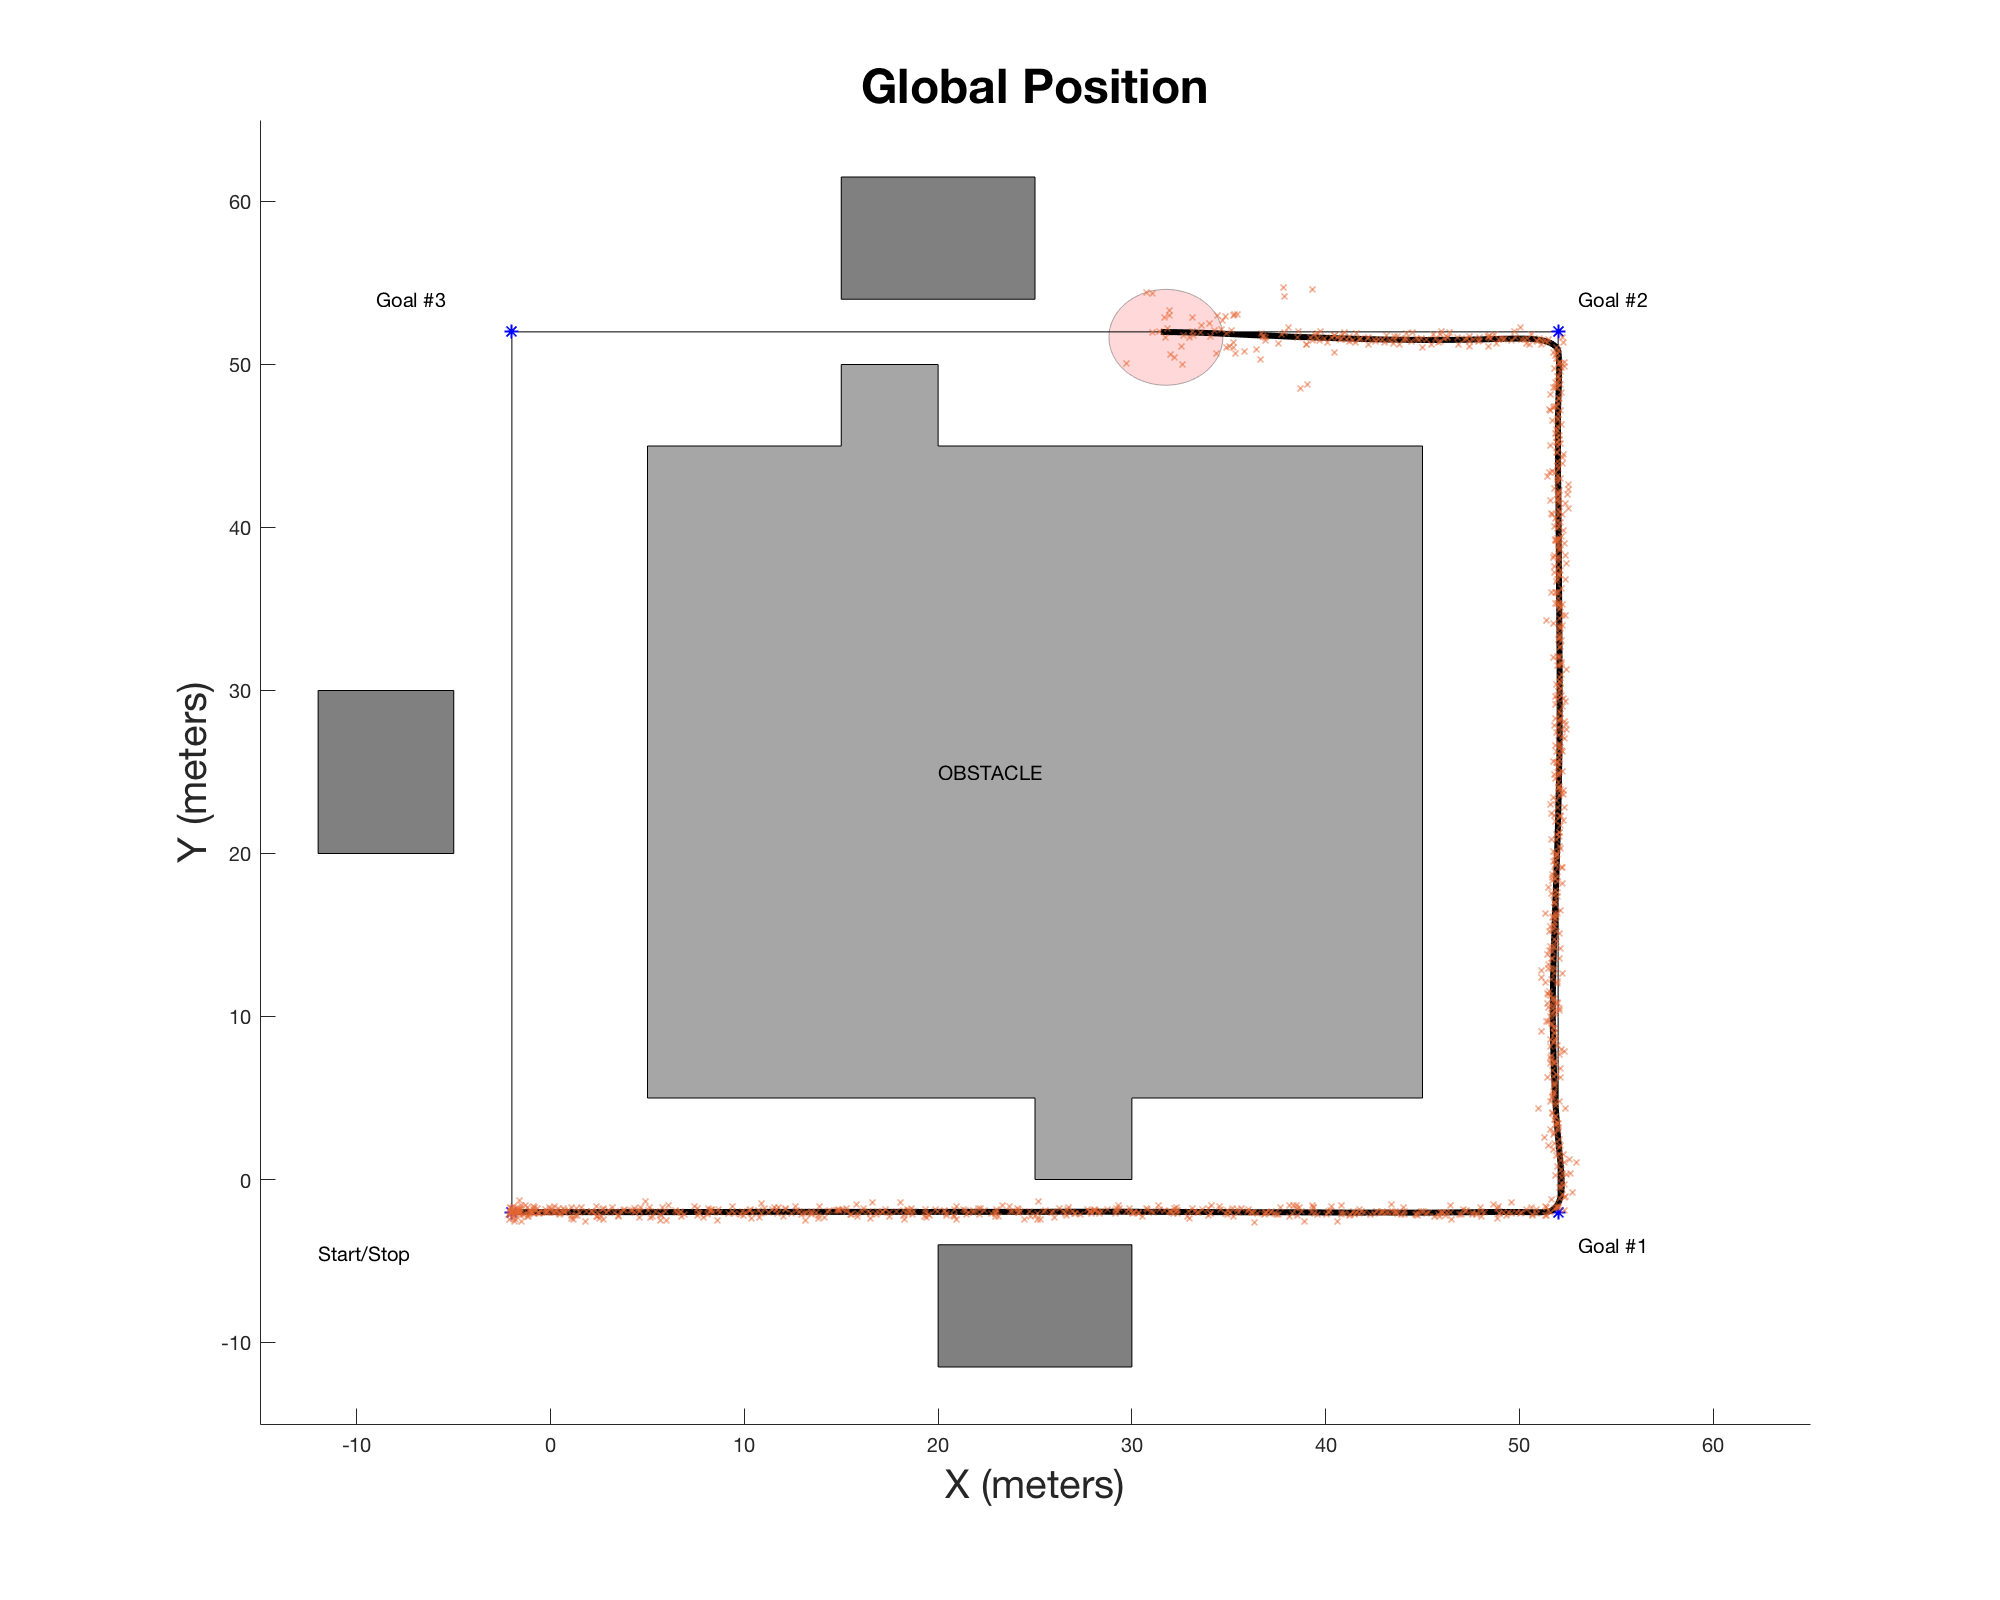 Global Position
60
Goal #3
Goal #2
50
40
30
OBSTACLE
Y (meters)
20
10
0
Start/Stop
Goal #1
-10
-10 0 10 20 30 40 50 60
X (meters)